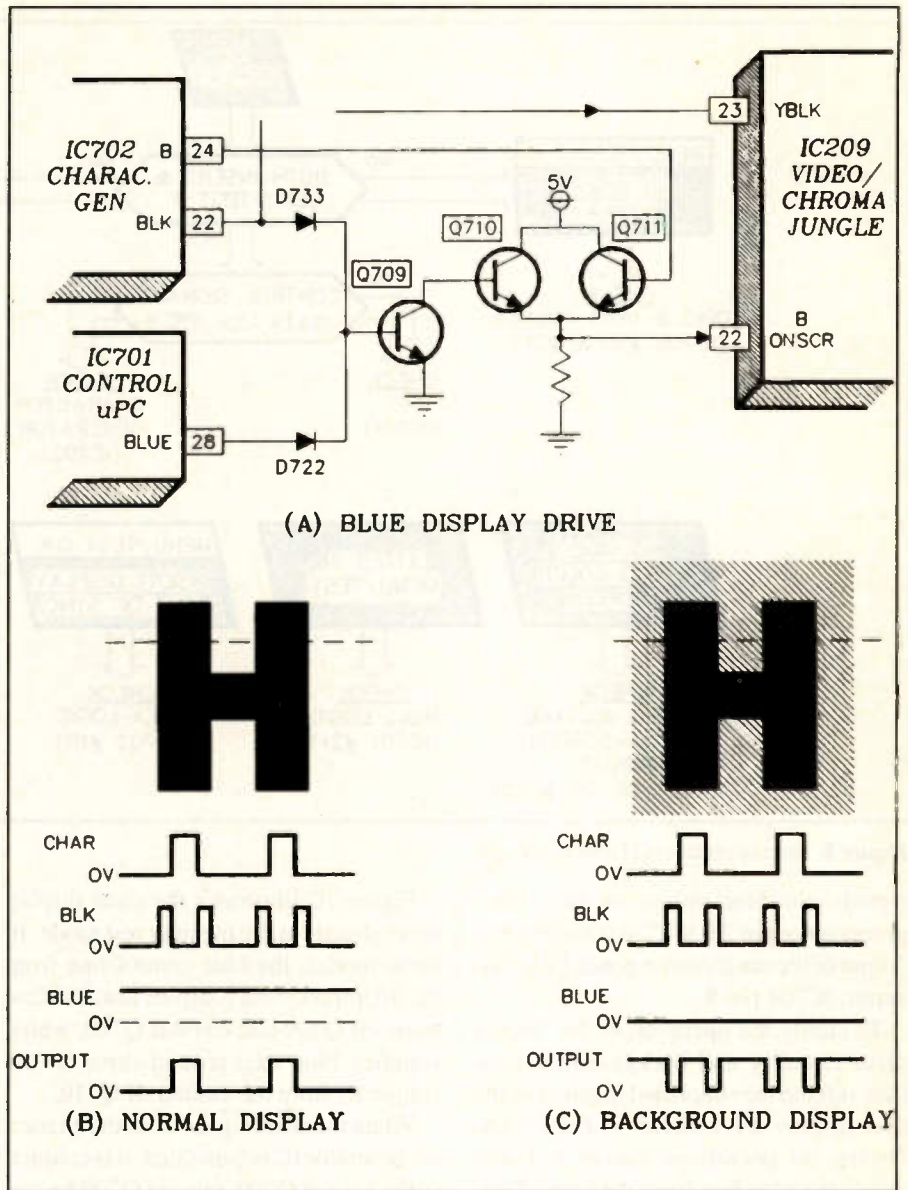 23 YBLK
IC702
CHARAC.
GEN
B 24
BLK 22
D733
5V
IC209
VIDEO/
CHROMA
JUNGLE
Q710
Q711
Q709
IC701
CONTROL
uPC
BLUE 28
D722
22
B
ONSCR
(A) BLUE DISPLAY DRIVE
H
H
CHAR
0V
BLK
0V
BLUE
0V
OUTPUT
0V
(B) NORMAL DISPLAY
CHAR
0V
BLK
0V
BLUE
0V
OUTPUT
0V
(C) BACKGROUND DISPLAY